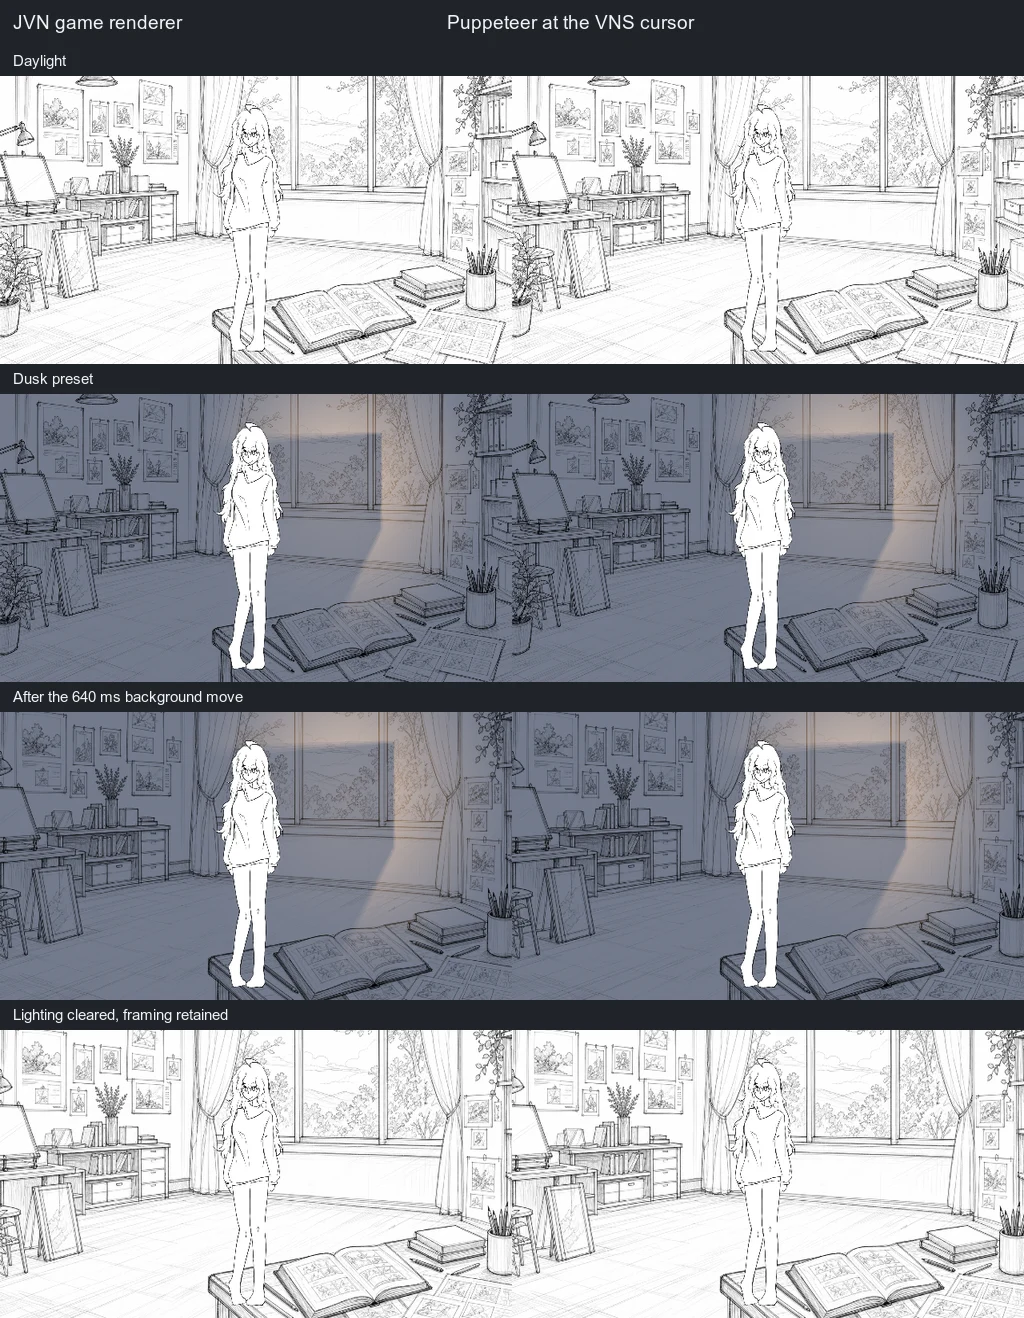 JVN game renderer
Puppeteer at the VNS cursor
Daylight
Dusk preset
After the 640 ms background move
Lighting cleared, framing retained